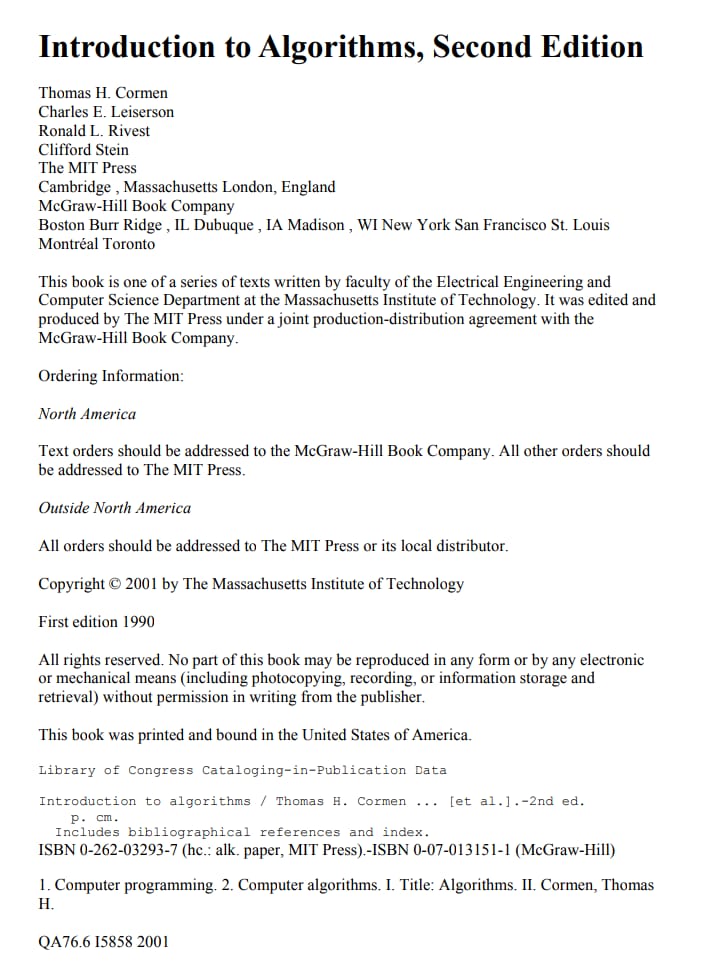 Introduction to Algorithms, Second Edition
Thomas H. Cormen
Charles E. Leiserson
Ronald L. Rivest
Clifford Stein
The MIT Press
Cambridge , Massachusetts London, England
McGraw-Hill Book Company
Boston Burr Ridge , IL Dubuque , IA Madison , WI New York San Francisco St. Louis
Montréal Toronto
This book is one of a series of texts written by faculty of the Electrical Engineering and
Computer Science Department at the Massachusetts Institute of Technology. It was edited and
produced by The MIT Press under a joint production-distribution agreement with the
McGraw-Hill Book Company.
Ordering Information:
North America
Text orders should be addressed to the McGraw-Hill Book Company. All other orders should
be addressed to The MIT Press.
Outside North America
All orders should be addressed to The MIT Press or its local distributor.
Copyright © 2001 by The Massachusetts Institute of Technology
First edition 1990
All rights reserved. No part of this book may be reproduced in any form or by any electronic
or mechanical means (including photocopying, recording, or information storage and
retrieval) without permission in writing from the publisher.
This book was printed and bound in the United States of America.
Library of Congress Cataloging-in-Publication Data
Introduction to algorithms / Thomas H. Cormen ... [et al.].-2nd ed.
p. cm.
Includes bibliographical references and index.
ISBN 0-262-03293-7 (hc.: alk. paper, MIT Press).-ISBN 0-07-013151-1 (McGraw-Hill)
1. Computer programming. 2. Computer algorithms. I. Title: Algorithms. II. Cormen, Thomas
H.
QA76.6 I5858 2001